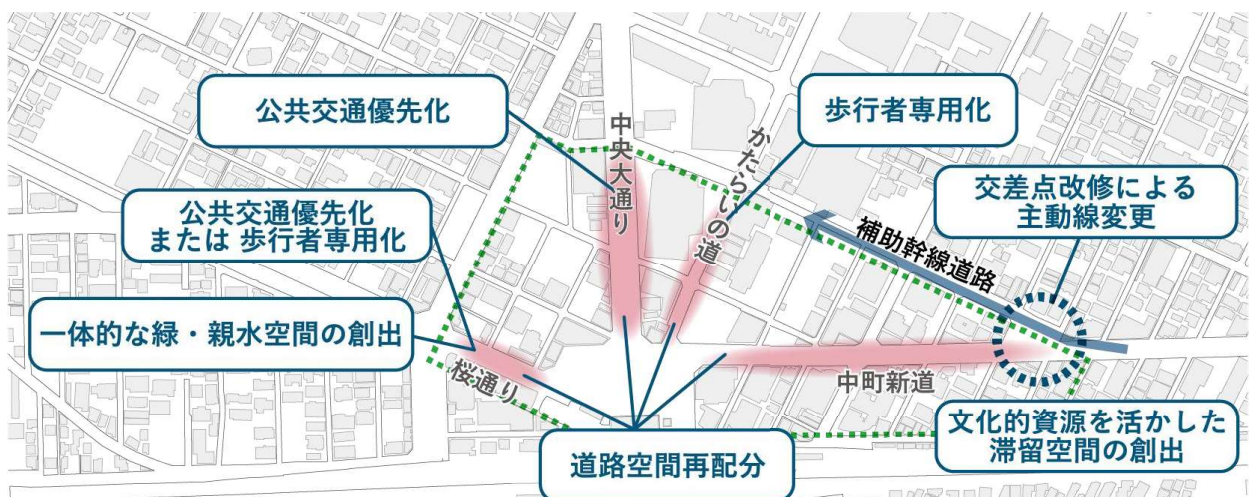 公共交通優先化
歩行者専用化
中央大通り
かたらいの道
交差点改修による
主動線変更
公共交通優先化
または 歩行者専用化
補助幹線道路
一体的な緑・親水空間の創出
桜通り
中町新道
道路空間再配分
文化的資源を活かした
滞留空間の創出